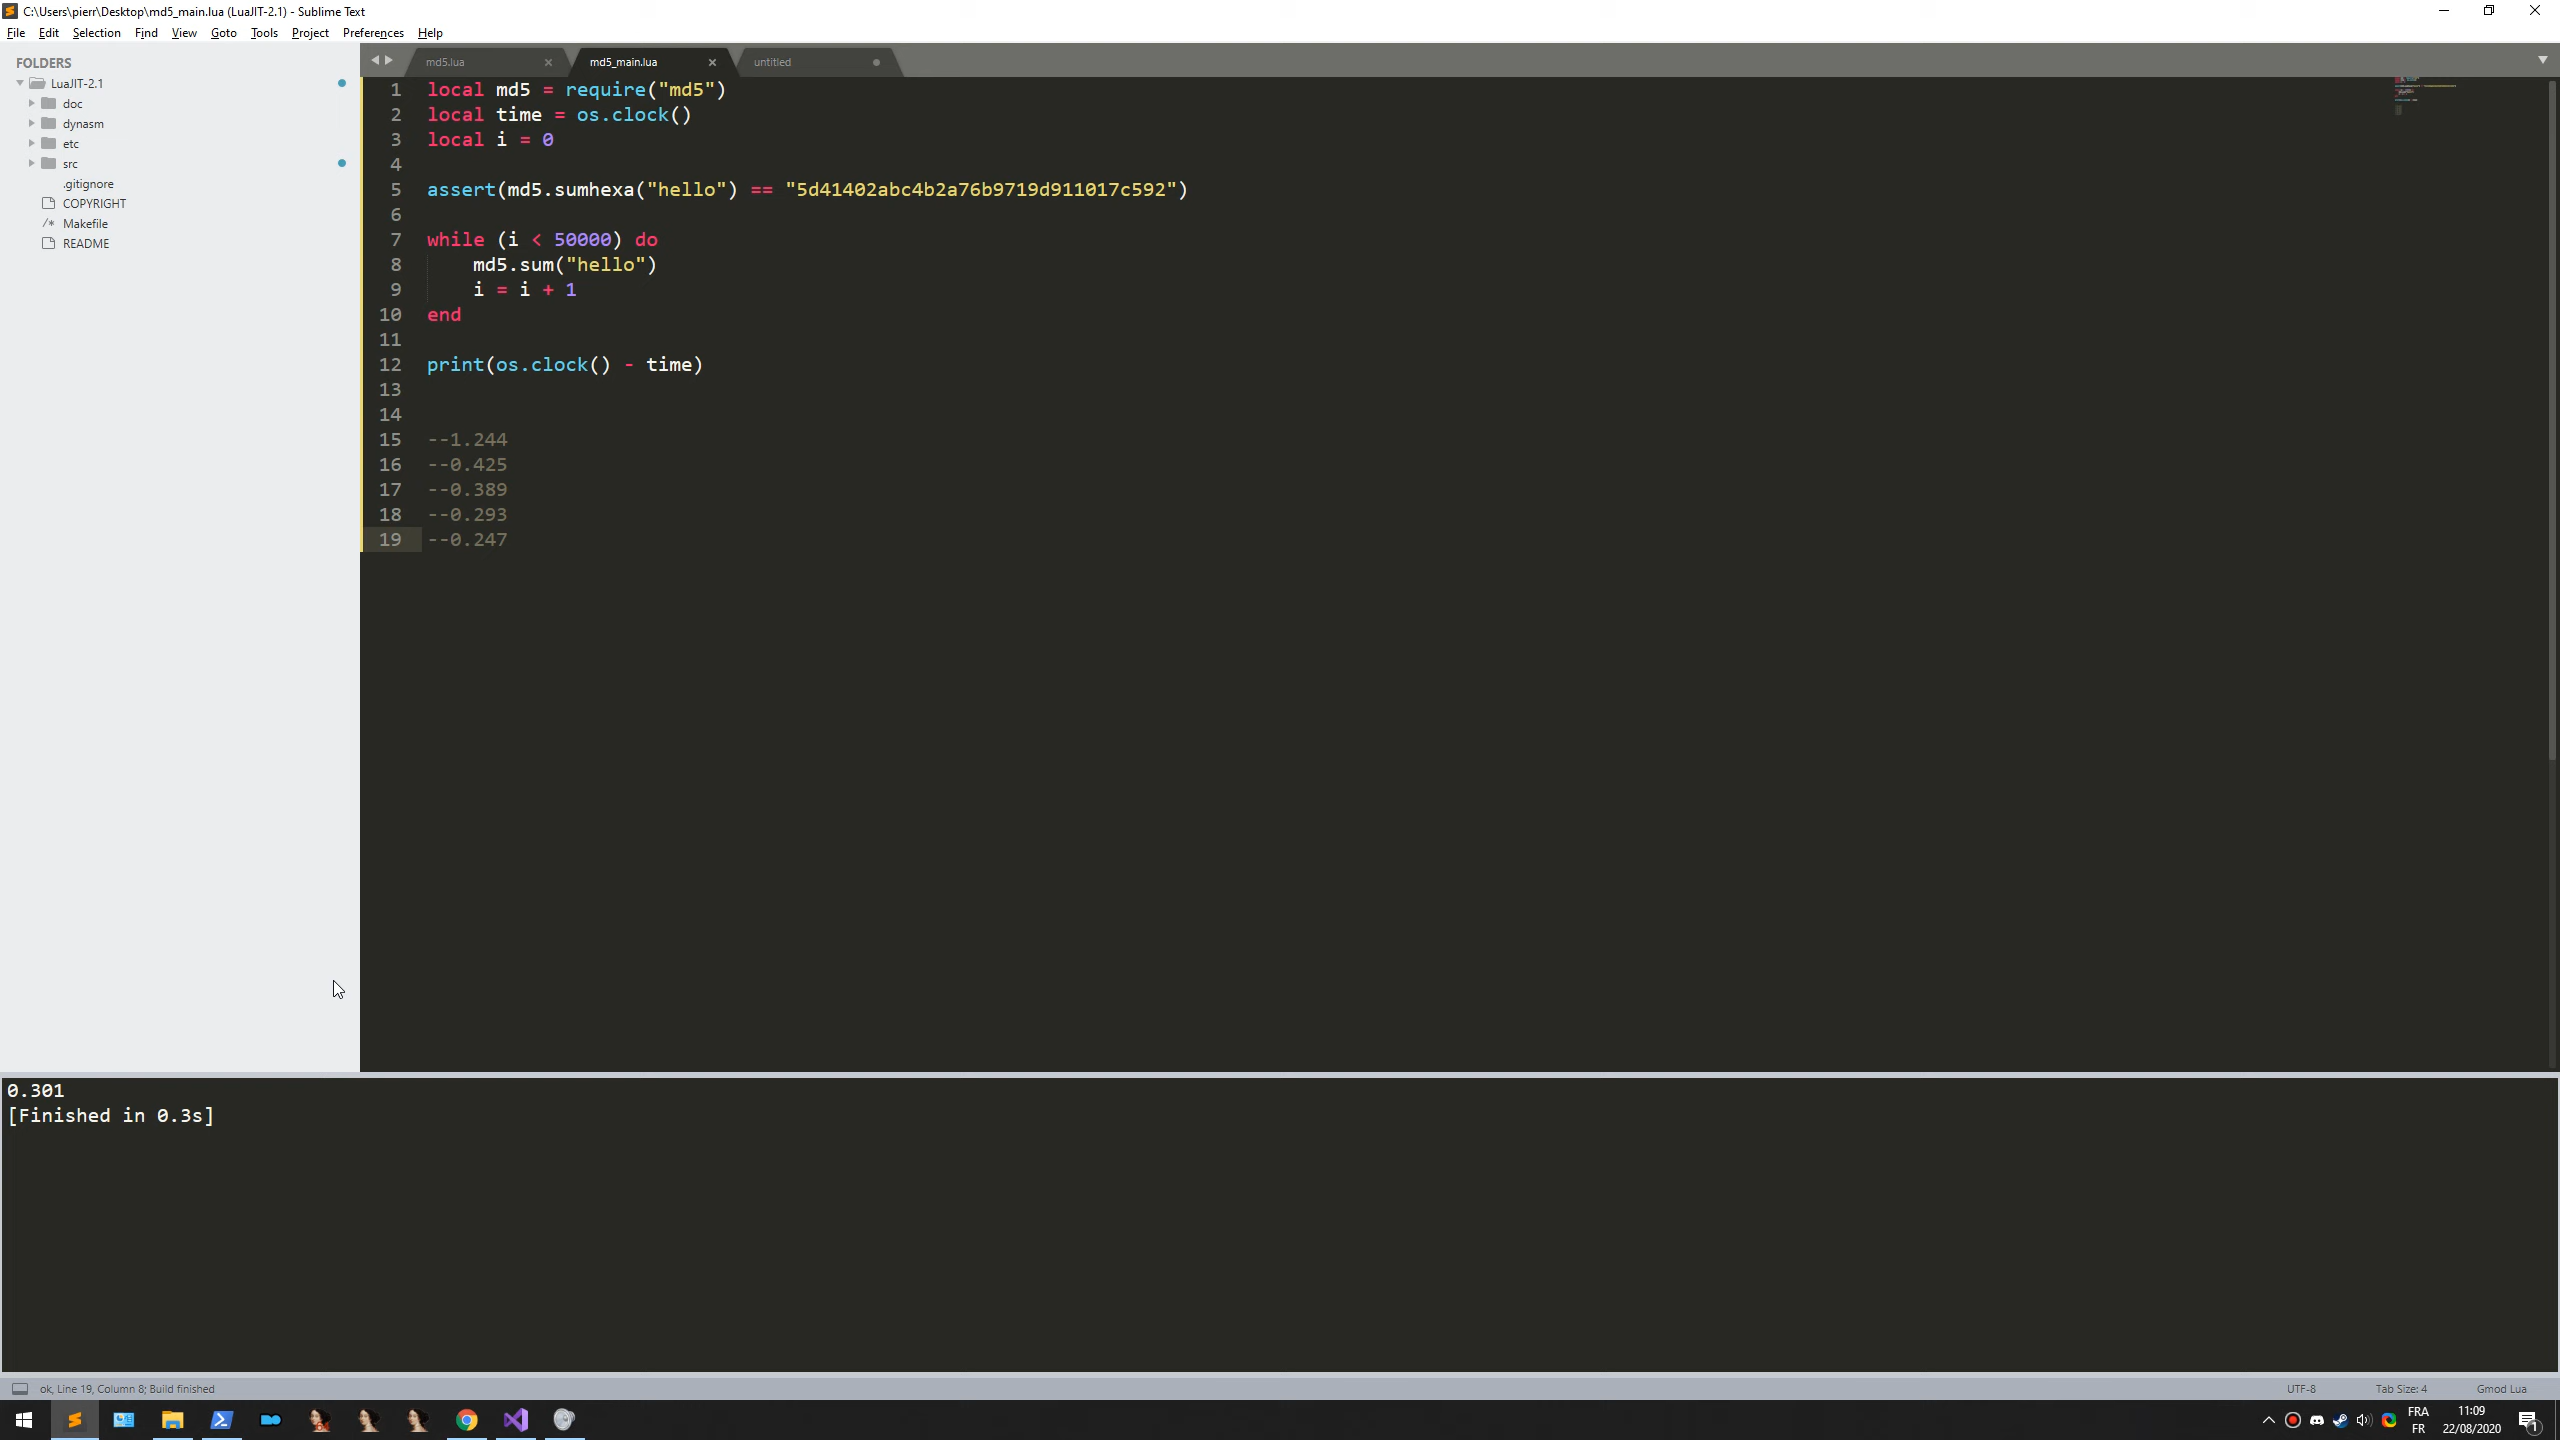 C:\Users\pierr\Desktop\md5_main.lua (LuaJIT-2.1) - Sublime Text
File Edit Selection Find View Goto Tools Project Preferences Help
FOLDERS
LuaJIT-2.1
doc
dynasm
etc
src
.gitignore
/* Makefile
COPYRIGHT
README
md5.lua × md5_main.lua × untitled
1 local md5 = require("md5")
2 local time = os.clock()
3 local i = 0
4
5 assert(md5.sumhexa("hello") == "5d41402abc4b2a76b9719d911017c592")
6
7 while (i < 50000) do
8 md5.sum("hello")
9 i = i + 1
10 end
11
12 print(os.clock() - time)
13
14
15 --1.244
16 --0.425
17 --0.389
18 --0.293
19 --0.247
0.301
[Finished in 0.3s]
ok, Line 19, Column 8; Build finished
UTF-8 Tab Size: 4 Gmod Lua
FRA
FR
11:09
22/08/2020
1